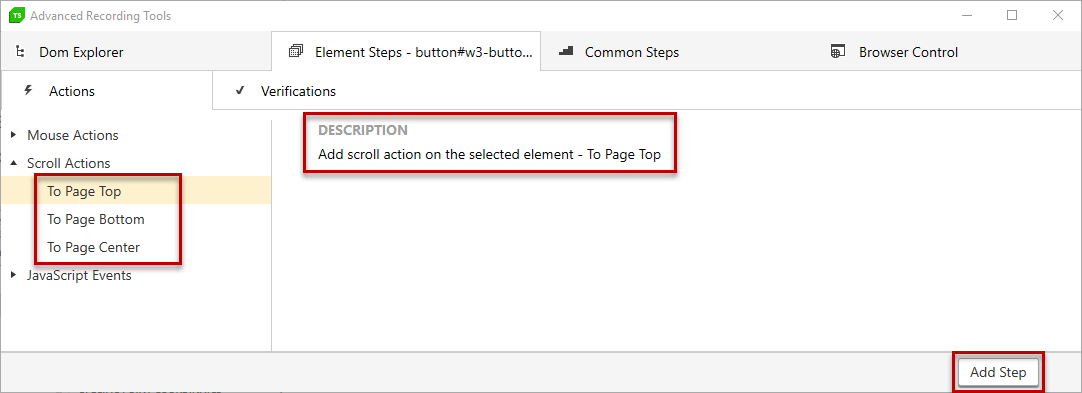 TS Advanced Recording Tools
Dom Explorer
Element Steps - button#w3-butto...
Common Steps
Browser Control
Actions
Verifications
Mouse Actions
Scroll Actions
To Page Top
To Page Bottom
To Page Center
JavaScript Events
DESCRIPTION
Add scroll action on the selected element - To Page Top
Add Step